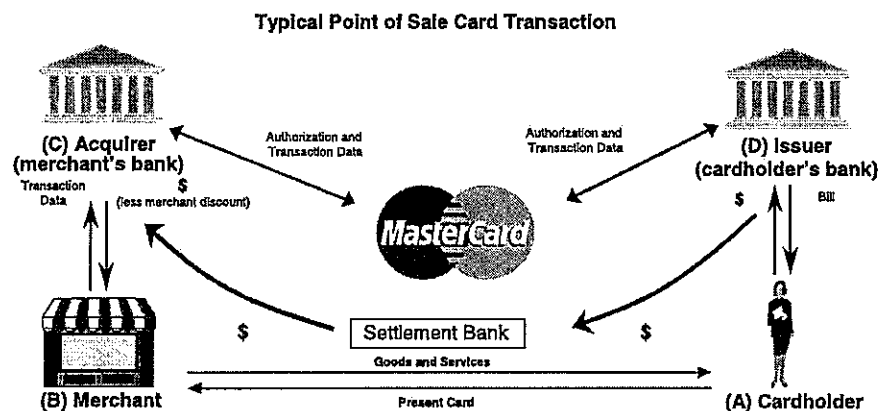 Typical Point of Sale Card Transaction
(C) Acquirer
(merchant's bank)
Transaction
Data
$
(less merchant discount)
Authorization and
Transaction Data
Authorization and
Transaction Data
(D) Issuer
(cardholder's bank)
$
Bill
MasterCard
$
Settlement Bank
$
Goods and Services
Present Card
(B) Merchant
(A) Cardholder